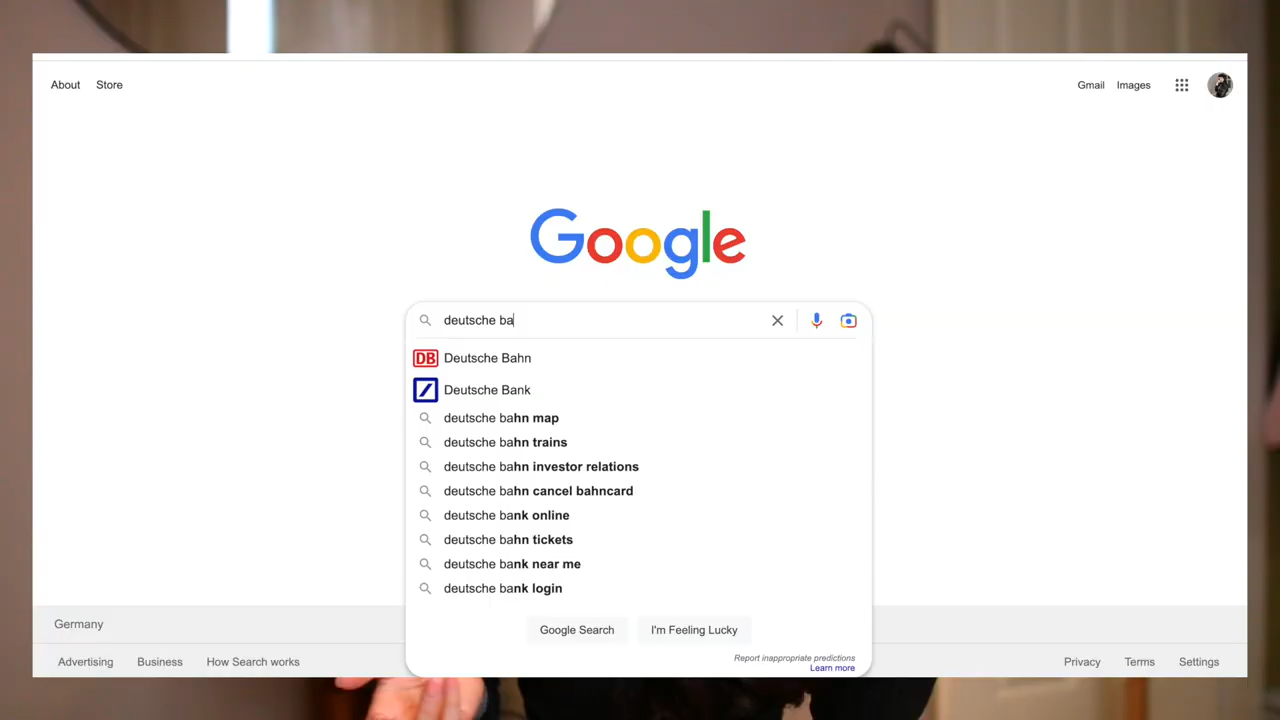 About Store
Gmail Images
Google
deutsche ba
DB Deutsche Bahn
Deutsche Bank
deutsche bahn map
deutsche bahn trains
deutsche bahn investor relations
deutsche bahn cancel bahncard
deutsche bank online
deutsche bahn tickets
deutsche bank near me
deutsche bank login
Google Search I'm Feeling Lucky
Report inappropriate predictions
Learn more
Germany
Advertising Business How Search works
Privacy Terms Settings